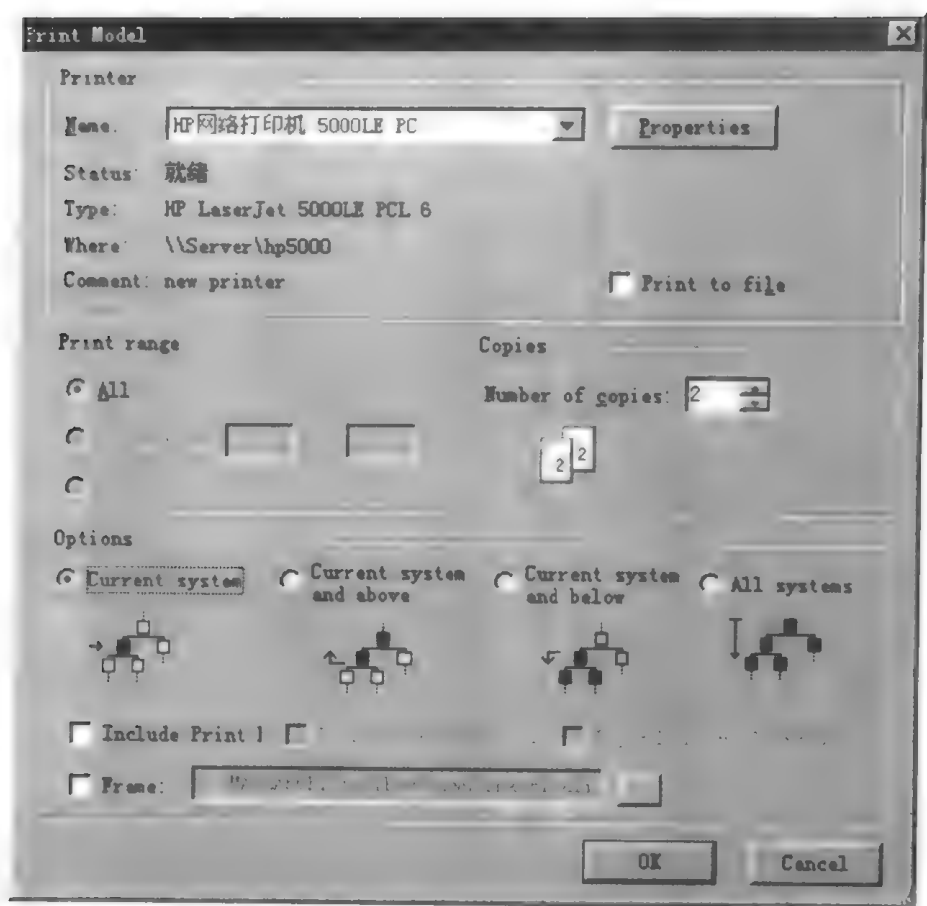 Print Model
Printer
Name:
HP网络打印机 5000LE PC
Properties
Status: 就绪
Type: HP LaserJet 5000LE PCL 6
Where: \\Server\hp5000
Comment: new printer
Print to file
Print range
Copies
All
Number of copies: 2
2 2
Options
Current system
Current system and above
Current system and below
All systems
Include Print l
Frame:
OK
Cancel